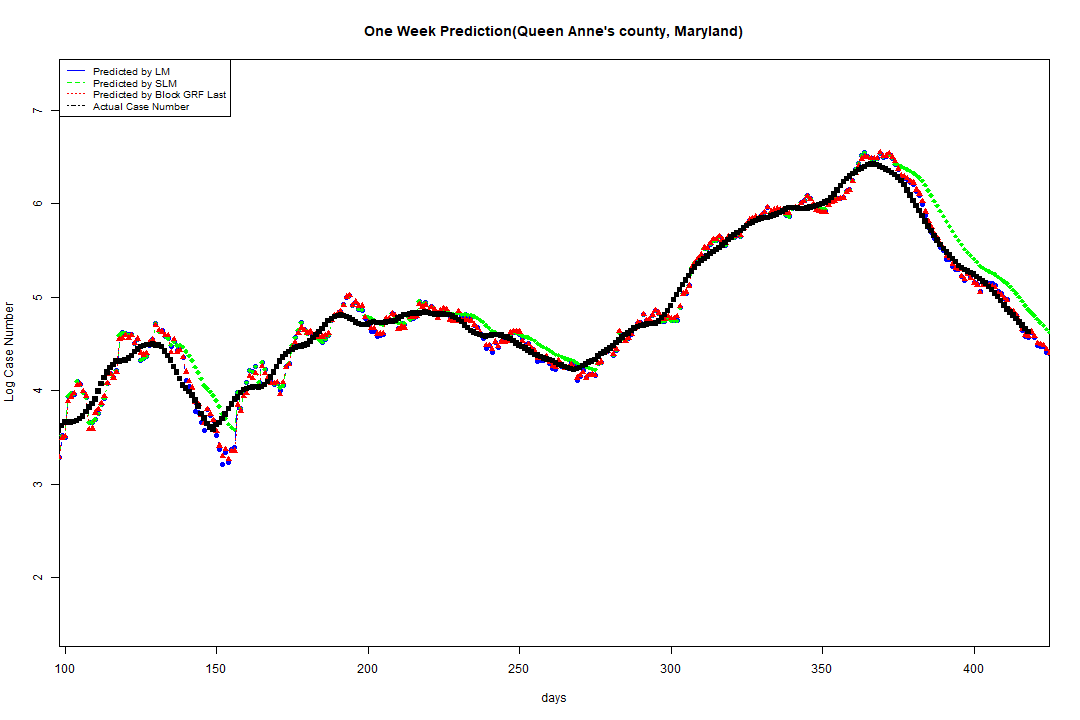 One Week Prediction(Queen Anne's county, Maryland)
Predicted by LM
Predicted by SLM
Predicted by Block GRF Last
Actual Case Number
7
6
5
4
3
2
Log Case Number
100 150 200 250 300 350 400
days